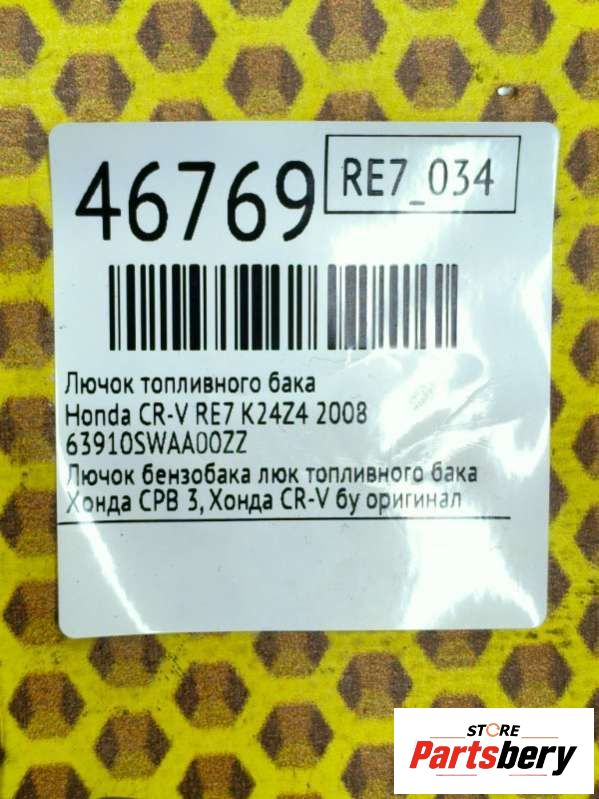 46769
RE7_034
Лючок топливного бака
Honda CR-V RE7 K24Z4 2008
63910SWAA00ZZ
Лючок бензобака люк топливного бака
Хонда СРВ 3, Хонда CR-V бу оригинал
STORE
Partsbery